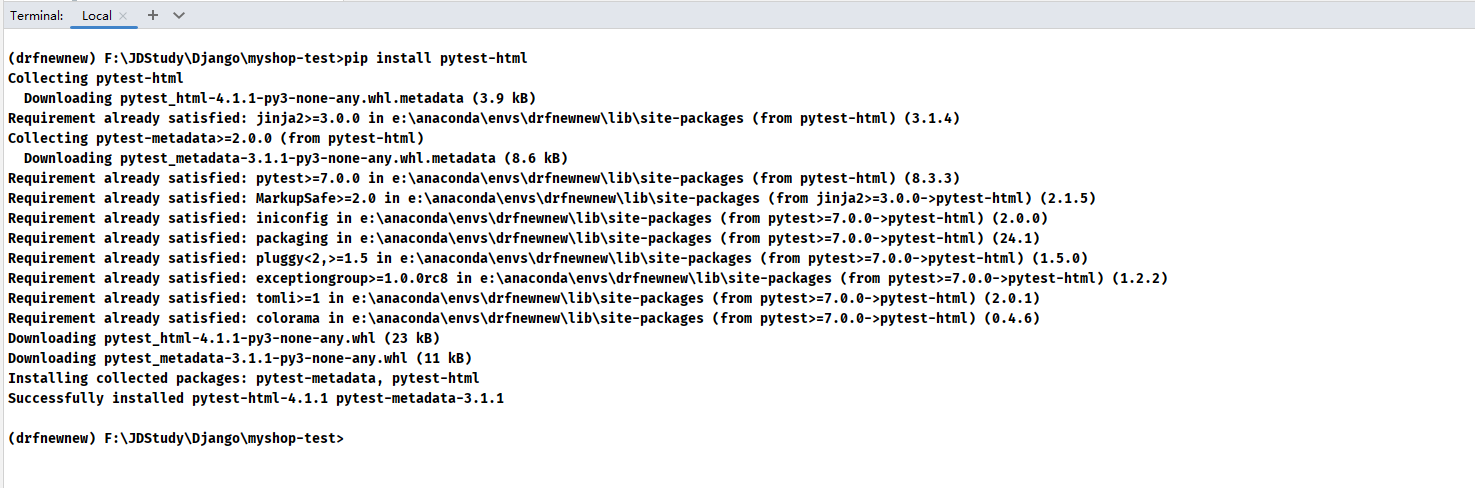 Terminal: Local × + ∨
(drfnewnew) F:\JDStudy\Django\myshop-test>pip install pytest-html
Collecting pytest-html
  Downloading pytest_html-4.1.1-py3-none-any.whl.metadata (3.9 kB)
Requirement already satisfied: jinja2>=3.0.0 in e:\anaconda\envs\drfnewnew\lib\site-packages (from pytest-html) (3.1.4)
Collecting pytest-metadata>=2.0.0 (from pytest-html)
  Downloading pytest_metadata-3.1.1-py3-none-any.whl.metadata (8.6 kB)
Requirement already satisfied: pytest>=7.0.0 in e:\anaconda\envs\drfnewnew\lib\site-packages (from pytest-html) (8.3.3)
Requirement already satisfied: MarkupSafe>=2.0 in e:\anaconda\envs\drfnewnew\lib\site-packages (from jinja2>=3.0.0->pytest-html) (2.1.5)
Requirement already satisfied: iniconfig in e:\anaconda\envs\drfnewnew\lib\site-packages (from pytest>=7.0.0->pytest-html) (2.0.0)
Requirement already satisfied: packaging in e:\anaconda\envs\drfnewnew\lib\site-packages (from pytest>=7.0.0->pytest-html) (24.1)
Requirement already satisfied: pluggy<2,>=1.5 in e:\anaconda\envs\drfnewnew\lib\site-packages (from pytest>=7.0.0->pytest-html) (1.5.0)
Requirement already satisfied: exceptiongroup>=1.0.0rc8 in e:\anaconda\envs\drfnewnew\lib\site-packages (from pytest>=7.0.0->pytest-html) (1.2.2)
Requirement already satisfied: tomli>=1 in e:\anaconda\envs\drfnewnew\lib\site-packages (from pytest>=7.0.0->pytest-html) (2.0.1)
Requirement already satisfied: colorama in e:\anaconda\envs\drfnewnew\lib\site-packages (from pytest>=7.0.0->pytest-html) (0.4.6)
Downloading pytest_html-4.1.1-py3-none-any.whl (23 kB)
Downloading pytest_metadata-3.1.1-py3-none-any.whl (11 kB)
Installing collected packages: pytest-metadata, pytest-html
Successfully installed pytest-html-4.1.1 pytest-metadata-3.1.1
(drfnewnew) F:\JDStudy\Django\myshop-test>